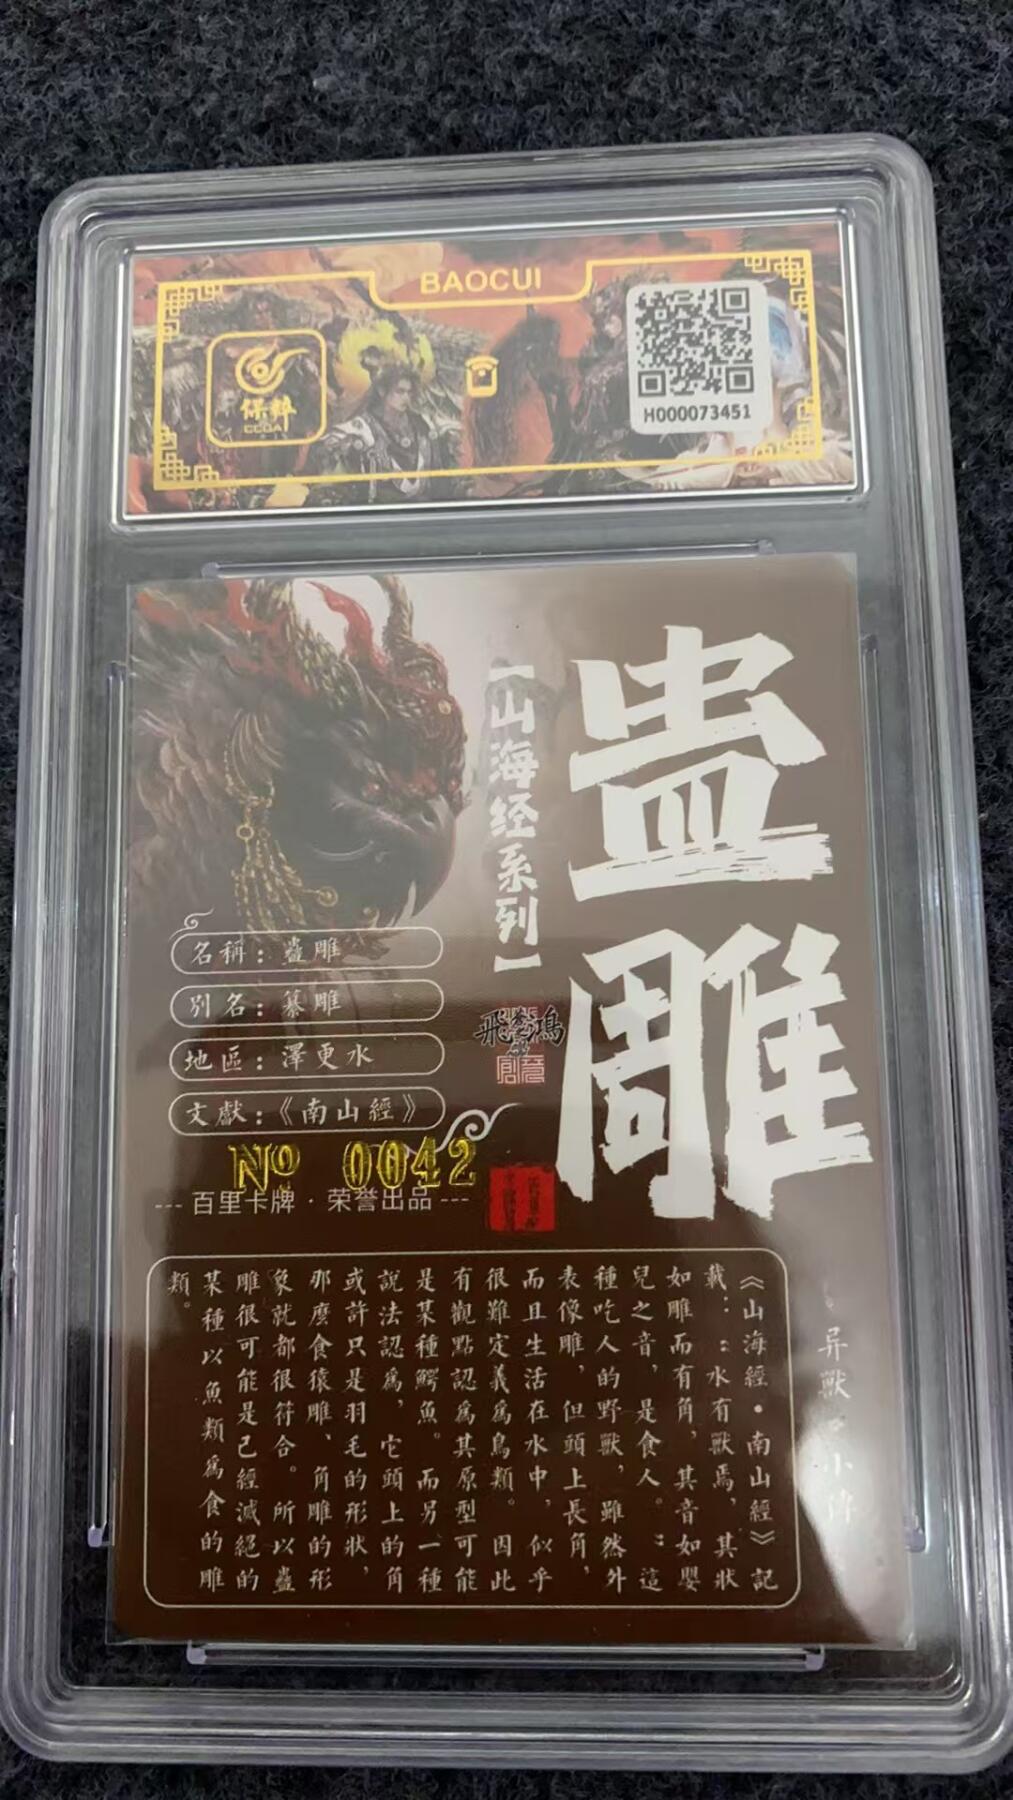 BAOCUI
保粹
CCGA
H000073451
蛊雕
【山海经系列】
名稱：蠱雕
別名：纂雕
地區：澤更水
文獻：《南山經》
飛鴻
№ 0042
--- 百里卡牌 · 荣誉出品 ---
异獸
《山海經•南山經》記
載：：水有獸焉，其狀
如雕而有角，其音如嬰
兒之音，是食人。：這
種吃人的野獸，雖然外
表像雕，但頭上長角，
而且生活在水中，似乎
很難定義爲鳥類。因此
有觀點認爲其原型可能
是某種鰐魚。而另一種
說法認爲，它頭上的角
或許只是羽毛的形狀，
那麼食猿雕、角雕的形
象就都很符合。所以蠱
雕很可能是已經滅絕的
某種以魚類爲食的雕
類。